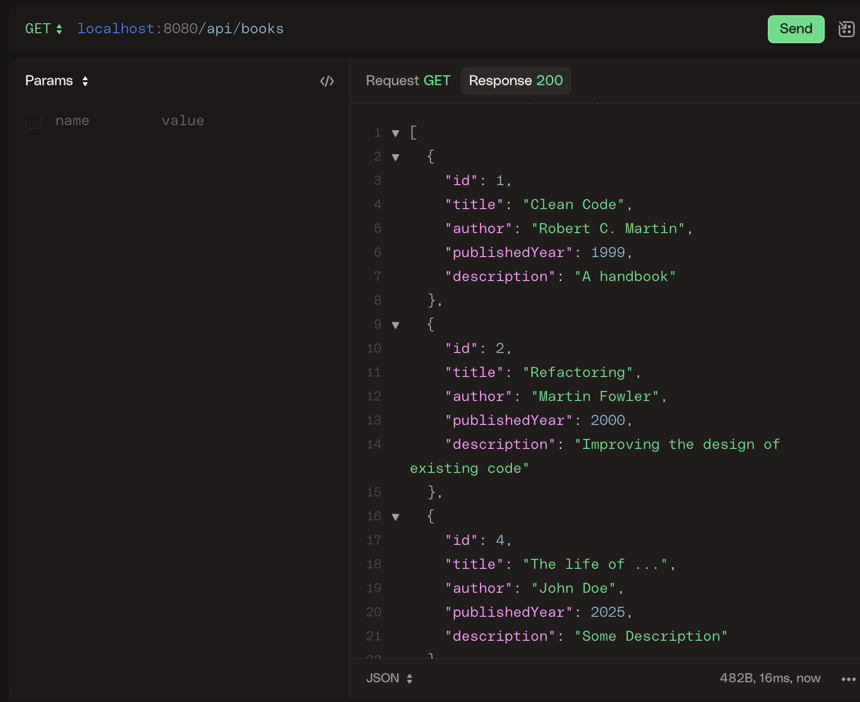 GET localhost:8080/api/books Send
Params
name value
Request GET Response 200
1 [
2 {
3 "id": 1,
4 "title": "Clean Code",
5 "author": "Robert C. Martin",
6 "publishedYear": 1999,
7 "description": "A handbook"
8 },
9 {
10 "id": 2,
11 "title": "Refactoring",
12 "author": "Martin Fowler",
13 "publishedYear": 2000,
14 "description": "Improving the design of
existing code"
15 },
16 {
17 "id": 4,
18 "title": "The life of ...",
19 "author": "John Doe",
20 "publishedYear": 2025,
21 "description": "Some Description"
JSON 482B, 16ms, now